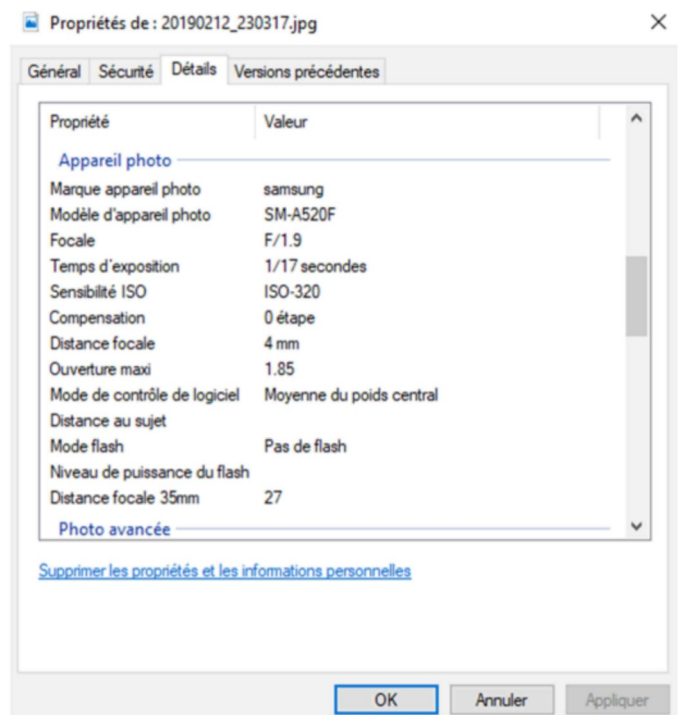 Propriétés de : 20190212_230317.jpg
Général Sécurité Détails Versions précédentes
Propriété Valeur
Appareil photo
Marque appareil photo samsung
Modèle d'appareil photo SM-A520F
Focale F/1.9
Temps d'exposition 1/17 secondes
Sensibilité ISO ISO-320
Compensation 0 étape
Distance focale 4 mm
Ouverture maxi 1.85
Mode de contrôle de logiciel Moyenne du poids central
Distance au sujet
Mode flash Pas de flash
Niveau de puissance du flash
Distance focale 35mm 27
Photo avancée
Supprimer les propriétés et les informations personnelles
OK Annuler Appliquer